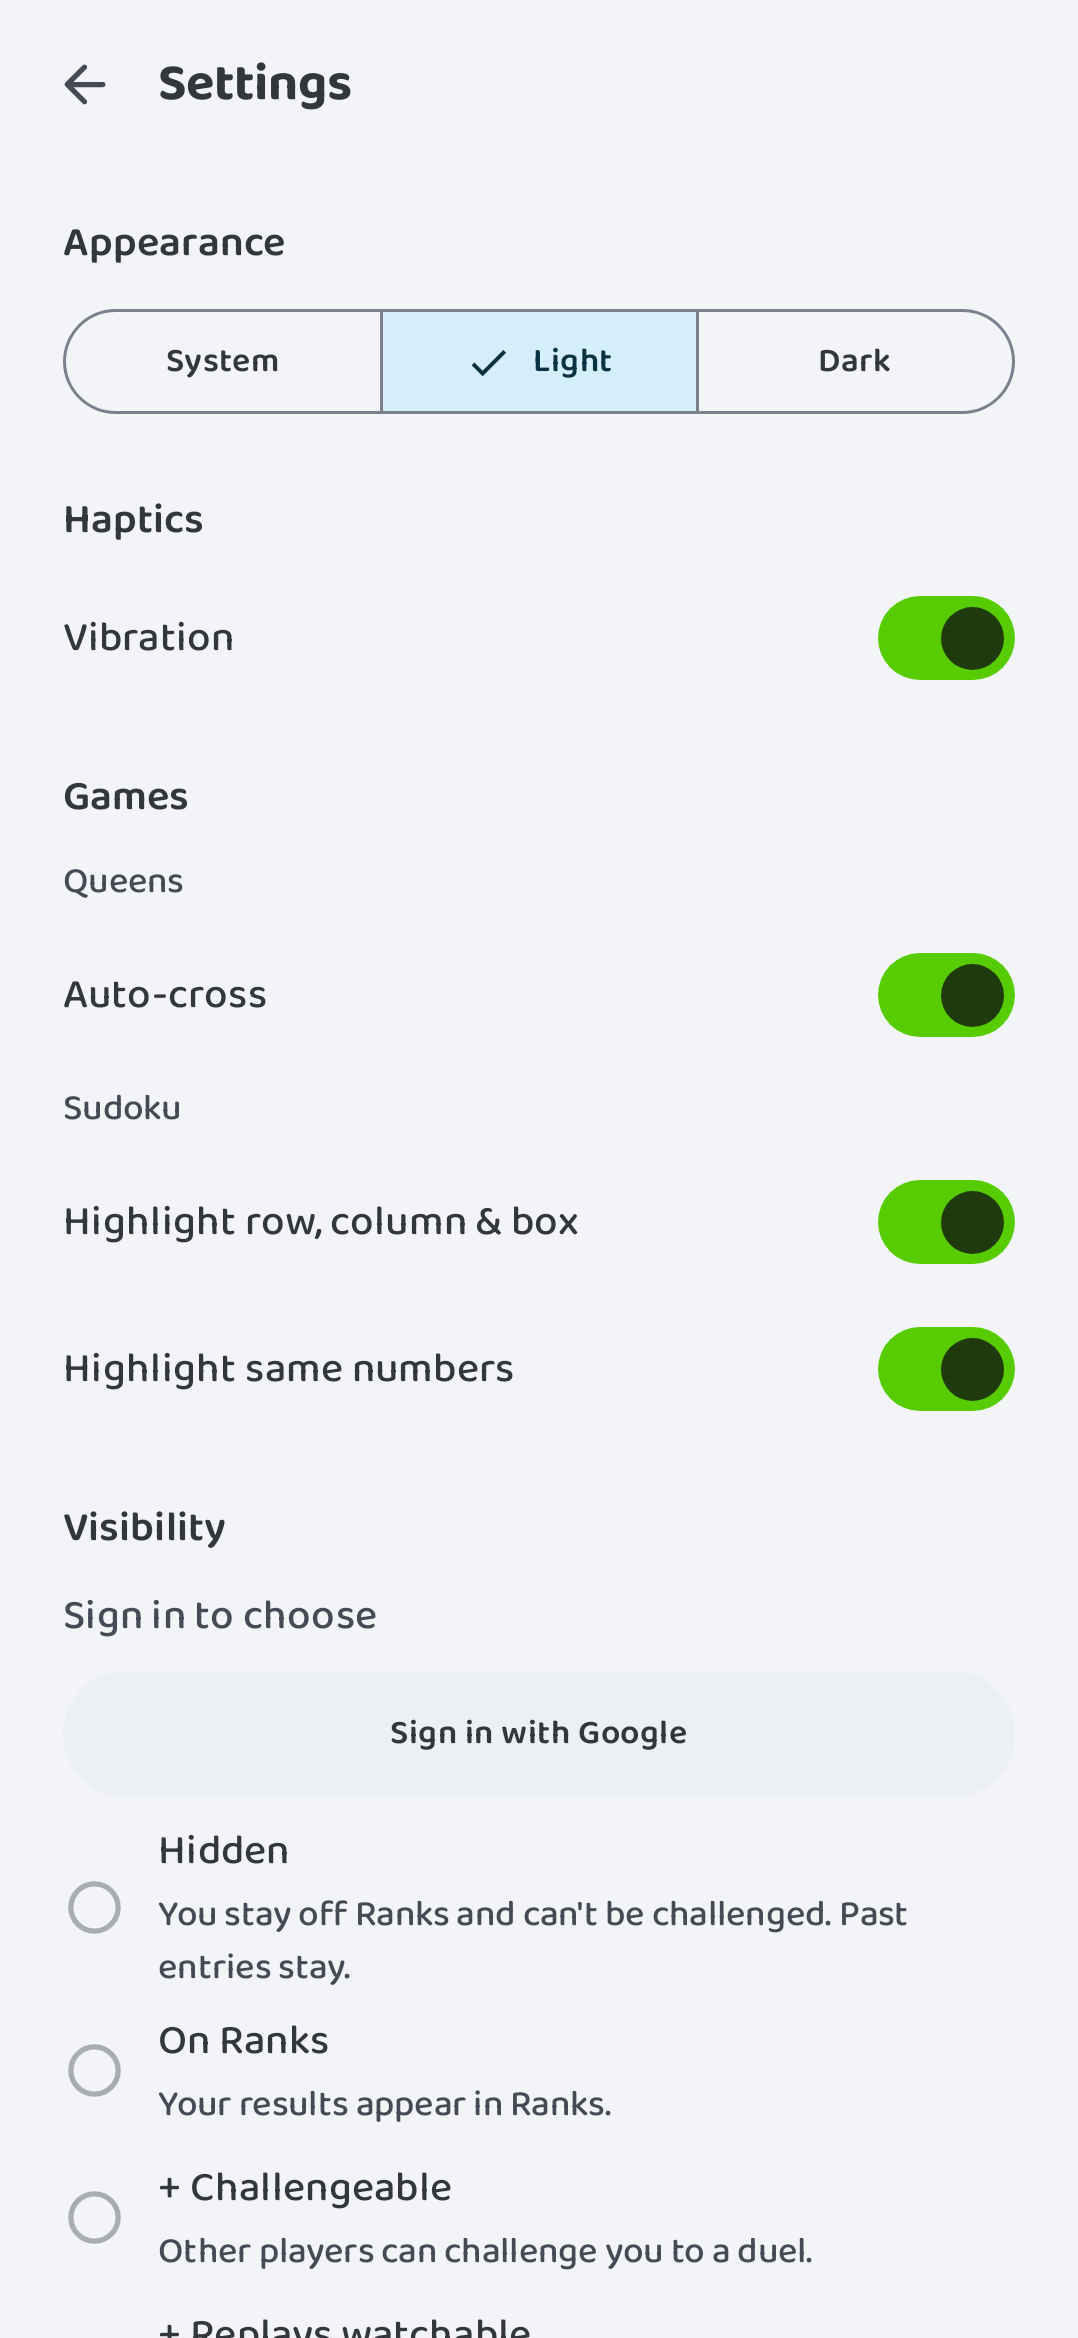 Settings
Appearance
System
Light
Dark
Haptics
Vibration
Games
Queens
Auto-cross
Sudoku
Highlight row, column & box
Highlight same numbers
Visibility
Sign in to choose
Sign in with Google
Hidden
You stay off Ranks and can't be challenged. Past
entries stay.
On Ranks
Your results appear in Ranks.
+ Challengeable
Other players can challenge you to a duel.
+ Replays watchable